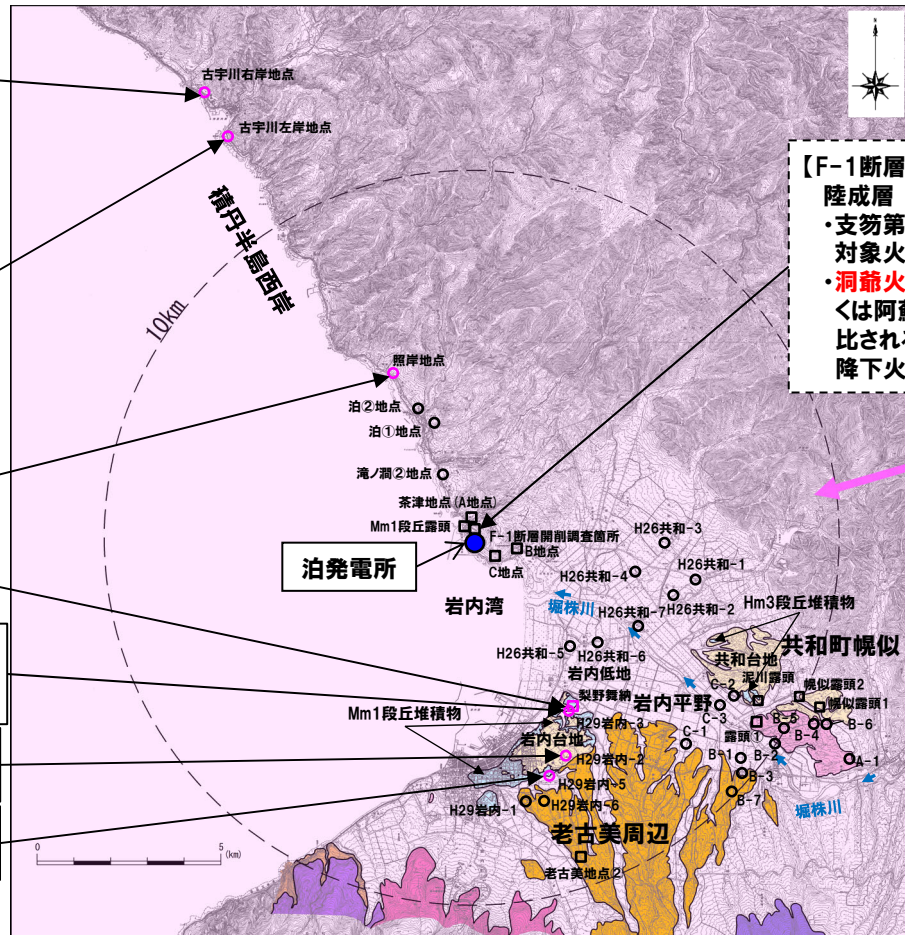 N
古宇川右岸地点
古宇川左岸地点
積丹半島西岸
10km
【F-1断層
陸成層
・支笏第
対象火
・洞爺火
くは阿蘇
比される
降下火
照岸地点
泊②地点
泊①地点
滝ノ澗②地点
茶津地点(A地点)
Mm1段丘露頭
F-1断層開削調査箇所
B地点
C地点
泊発電所
岩内湾
H26共和-3
H26共和-1
H26共和-4
H26共和-2
堀株川
H26共和-7
Hm3段丘堆積物
H26共和-5
H26共和-6
岩内低地
共和町幌似
共和台地
泥川露頭
C-2
幌似露頭2
幌似露頭1
梨野舞納
岩内平野
C-3
Mm1段丘堆積物
H29岩内-3
岩内台地
C-1
露頭①
B-5
B-4
B-6
B-2
B-1
A-1
H29岩内-2
B-3
H29岩内-5
B-7
H29岩内-1
H29岩内-6
堀株川
老古美周辺
老古美地点2
0
5
(km)